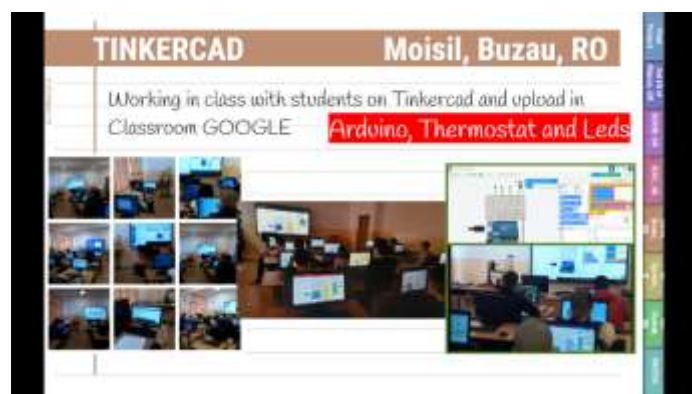 TINKERCAD Moisil, Buzau, RO
Working in class with students on Tinkercad and upload in
Classroom GOOGLE Arduino, Thermostat and Leds